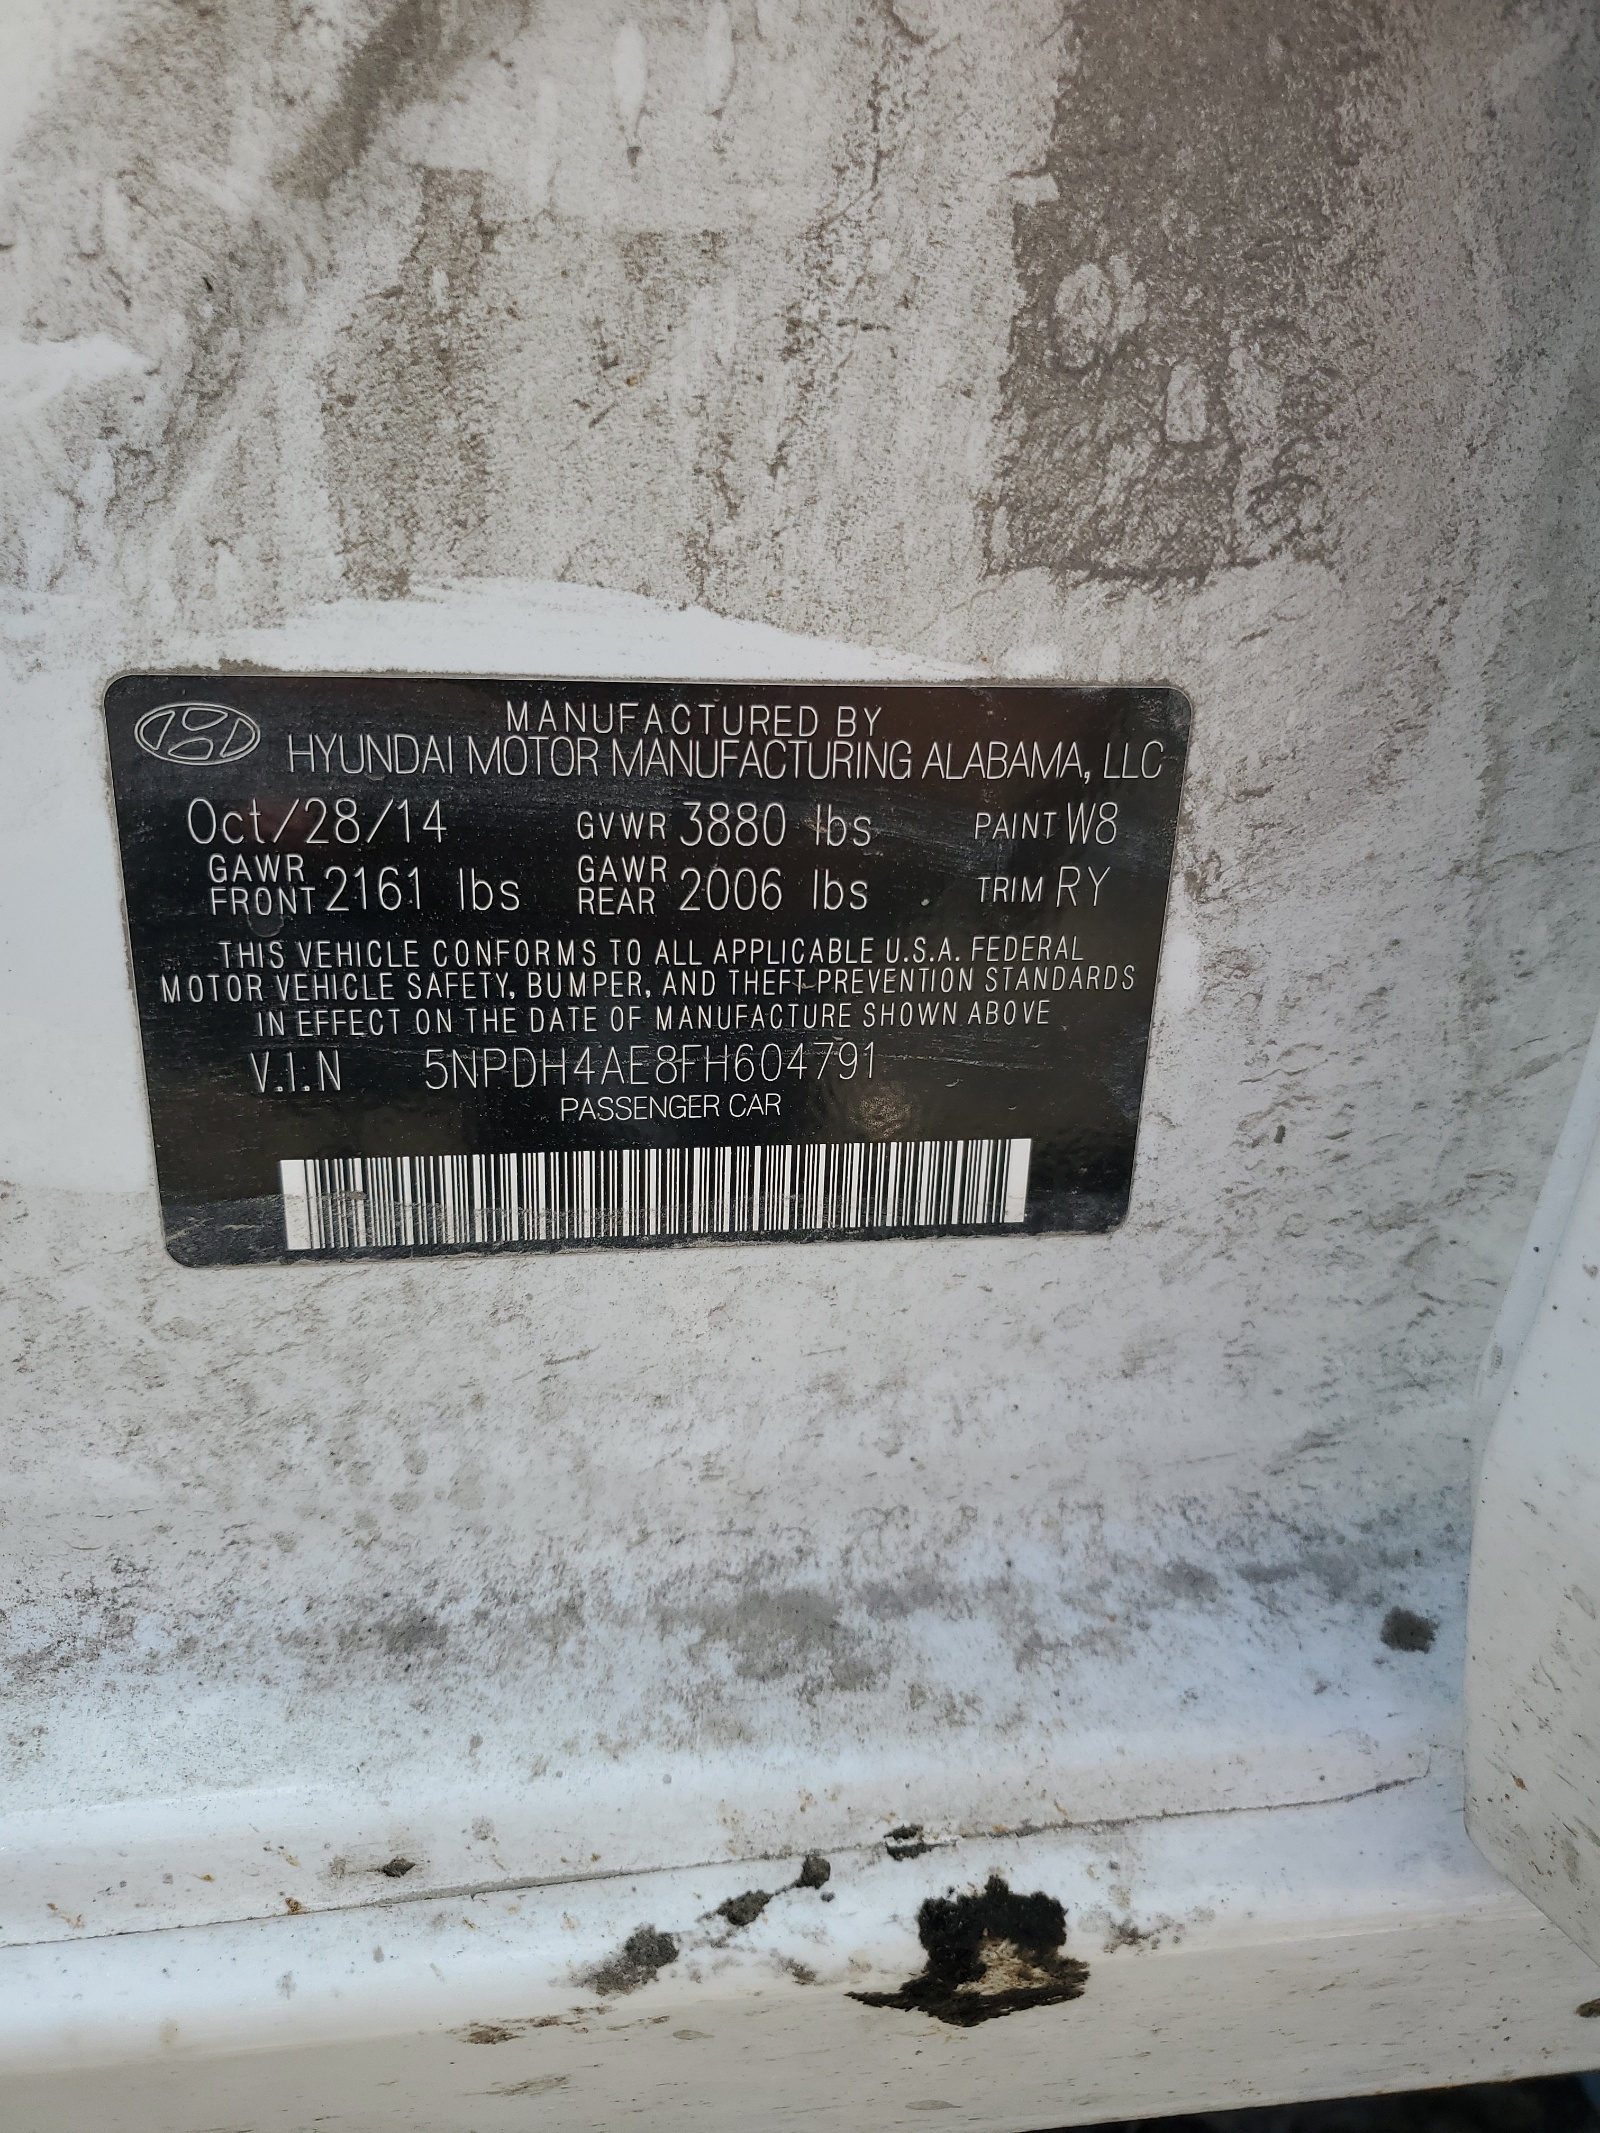 MANUFACTURED BY
HYUNDAI MOTOR MANUFACTURING ALABAMA, LLC
Oct/28/14 GVWR 3880 lbs PAINT W8
GAWR FRONT 2161 lbs GAWR REAR 2006 lbs TRIM RY
THIS VEHICLE CONFORMS TO ALL APPLICABLE U.S.A. FEDERAL
MOTOR VEHICLE SAFETY, BUMPER, AND THEFT PREVENTION STANDARDS
IN EFFECT ON THE DATE OF MANUFACTURE SHOWN ABOVE
V.I.N 5NPDH4AE8FH604791
PASSENGER CAR